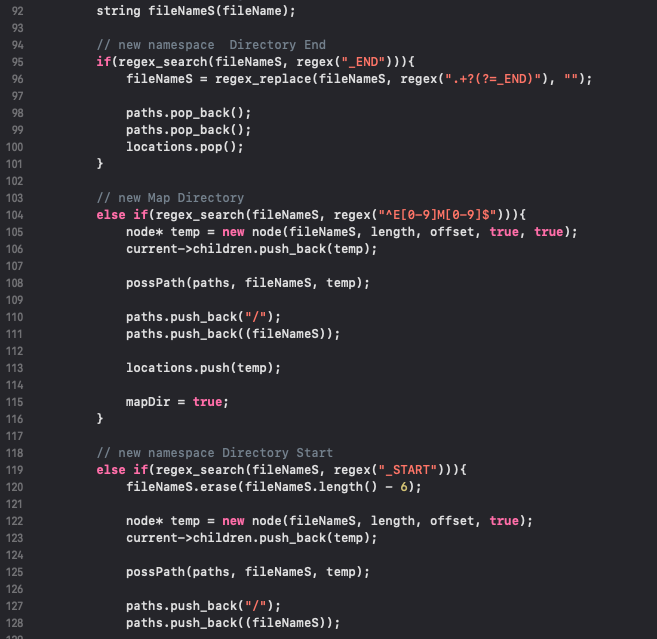 92 string fileNameS(fileName);
93
94 // new namespace  Directory End
95 if(regex_search(fileNameS, regex("_END"))){
96 fileNameS = regex_replace(fileNameS, regex(".+?(?=_END)"), "");
97
98 paths.pop_back();
99 paths.pop_back();
100 locations.pop();
101 }
102
103 // new Map Directory
104 else if(regex_search(fileNameS, regex("^E[0-9]M[0-9]$"))){
105 node* temp = new node(fileNameS, length, offset, true, true);
106 current->children.push_back(temp);
107
108 possPath(paths, fileNameS, temp);
109
110 paths.push_back("/");
111 paths.push_back((fileNameS));
112
113 locations.push(temp);
114
115 mapDir = true;
116 }
117
118 // new namespace Directory Start
119 else if(regex_search(fileNameS, regex("_START"))){
120 fileNameS.erase(fileNameS.length() - 6);
121
122 node* temp = new node(fileNameS, length, offset, true);
123 current->children.push_back(temp);
124
125 possPath(paths, fileNameS, temp);
126
127 paths.push_back("/");
128 paths.push_back((fileNameS));